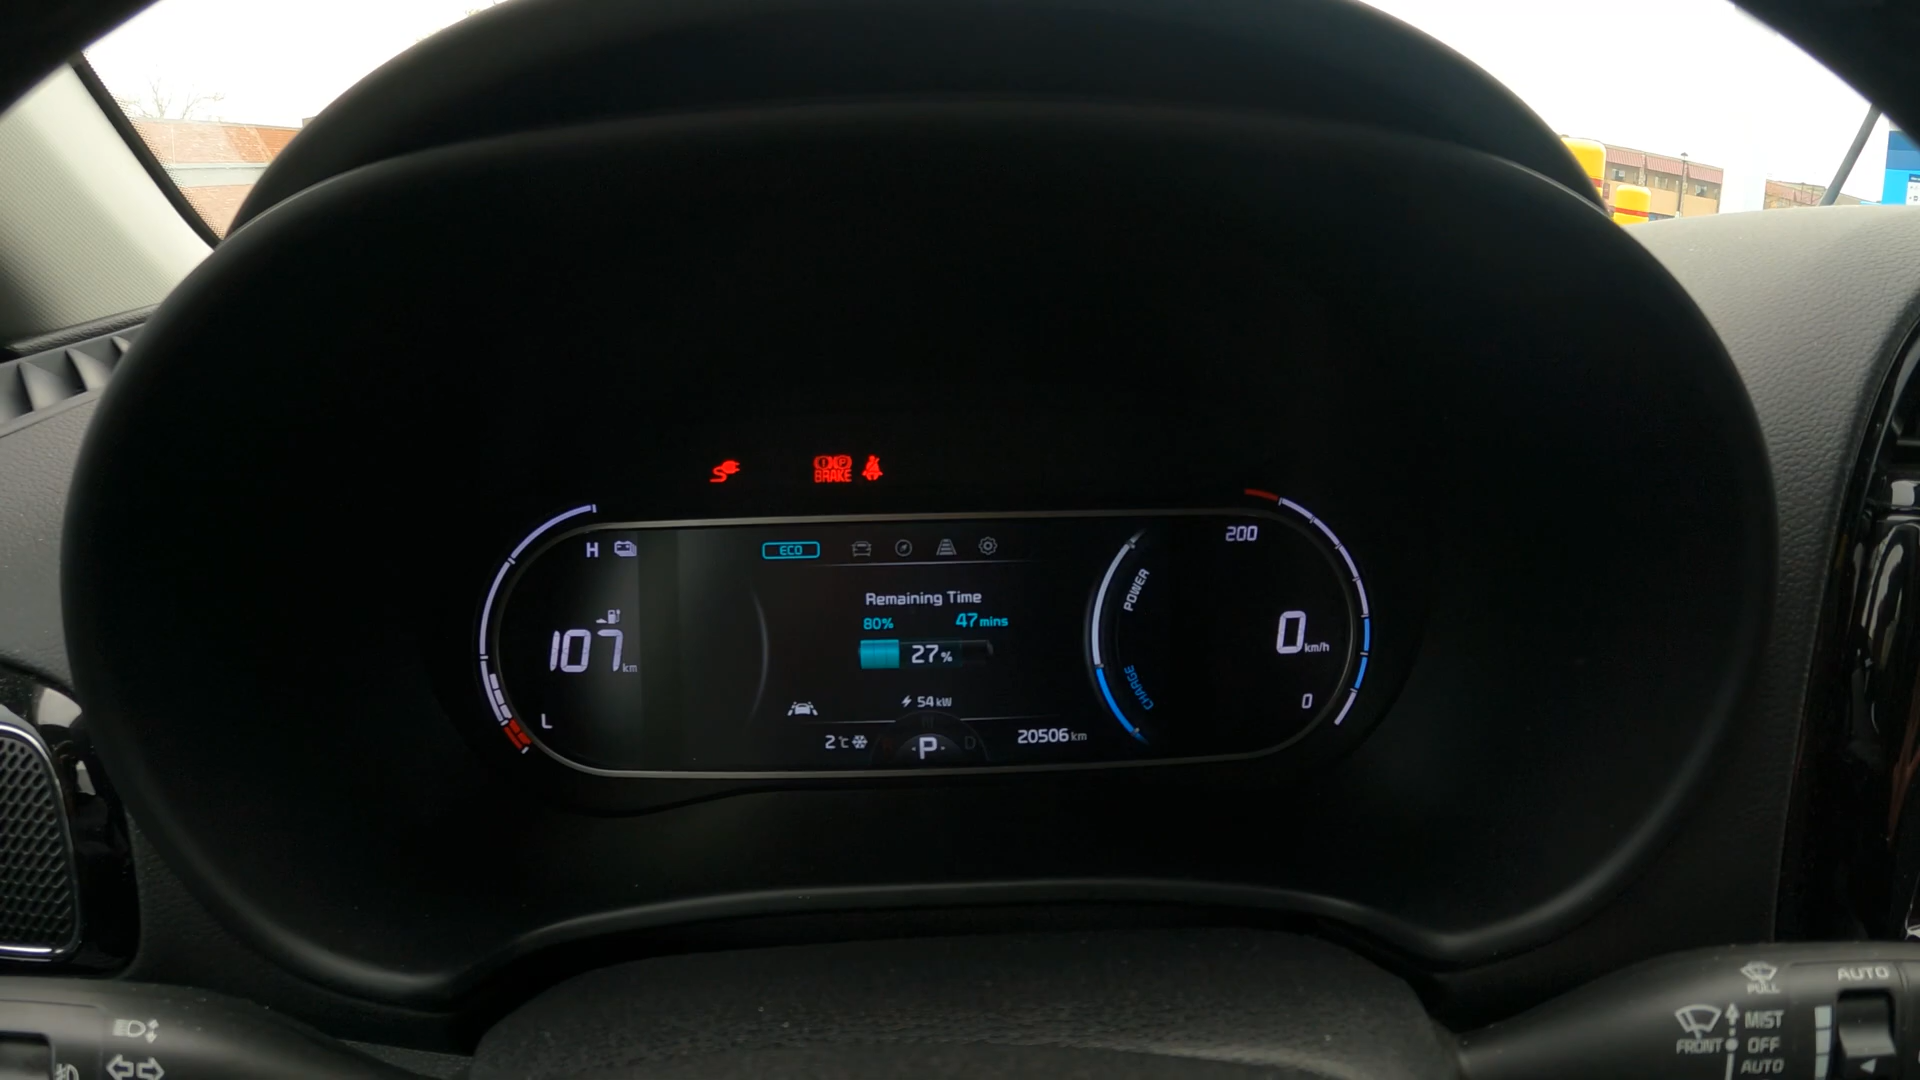 BRAKE
H
ECO
200
POWER
Remaining Time
80% 47 mins
107 km
27%
0 km/h
CHARGE
54 kW
L
0
N
2°C
R P D
20506 km
PULL
AUTO
MIST
FRONT OFF
AUTO